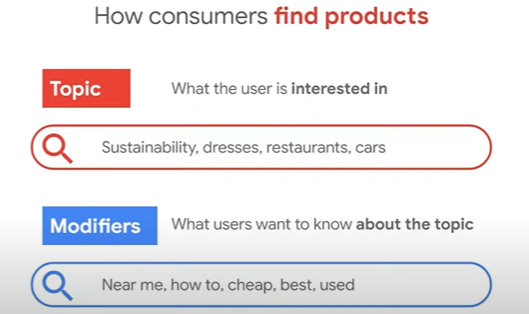 How consumers find products
Topic What the user is interested in
Sustainability, dresses, restaurants, cars
Modifiers What users want to know about the topic
Near me, how to, cheap, best, used